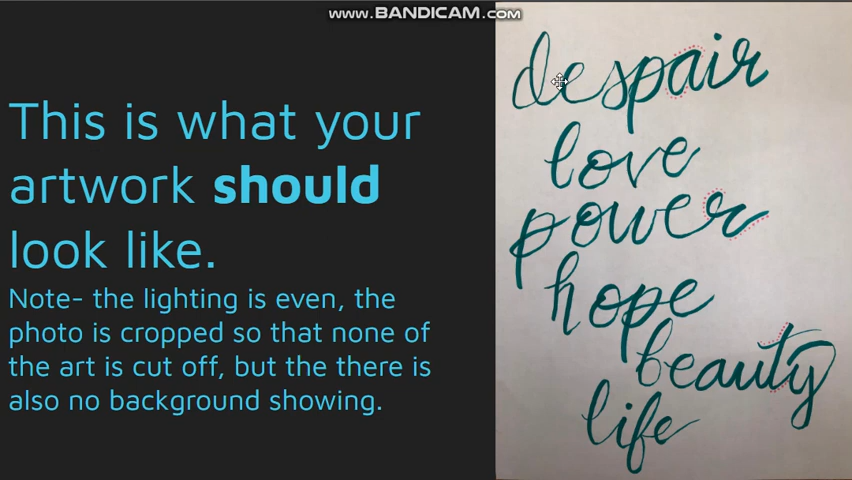 www.BANDICAM.com
This is what your
artwork should
look like.
Note- the lighting is even, the
photo is cropped so that none of
the art is cut off, but the there is
also no background showing.
despair
love
power
hope
beauty
life